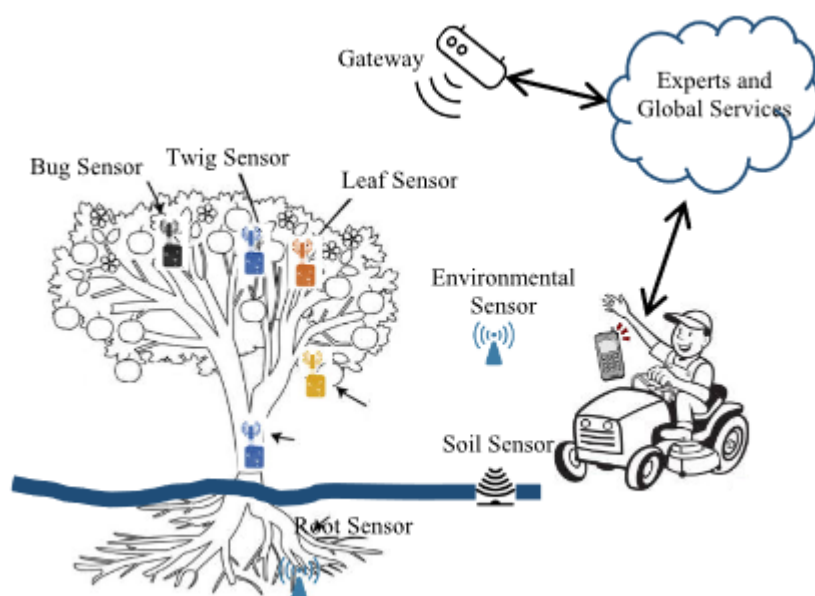 Gateway
Experts and
Global Services
Twig Sensor
Bug Sensor
Leaf Sensor
Environmental
Sensor
Soil Sensor
Root Sensor